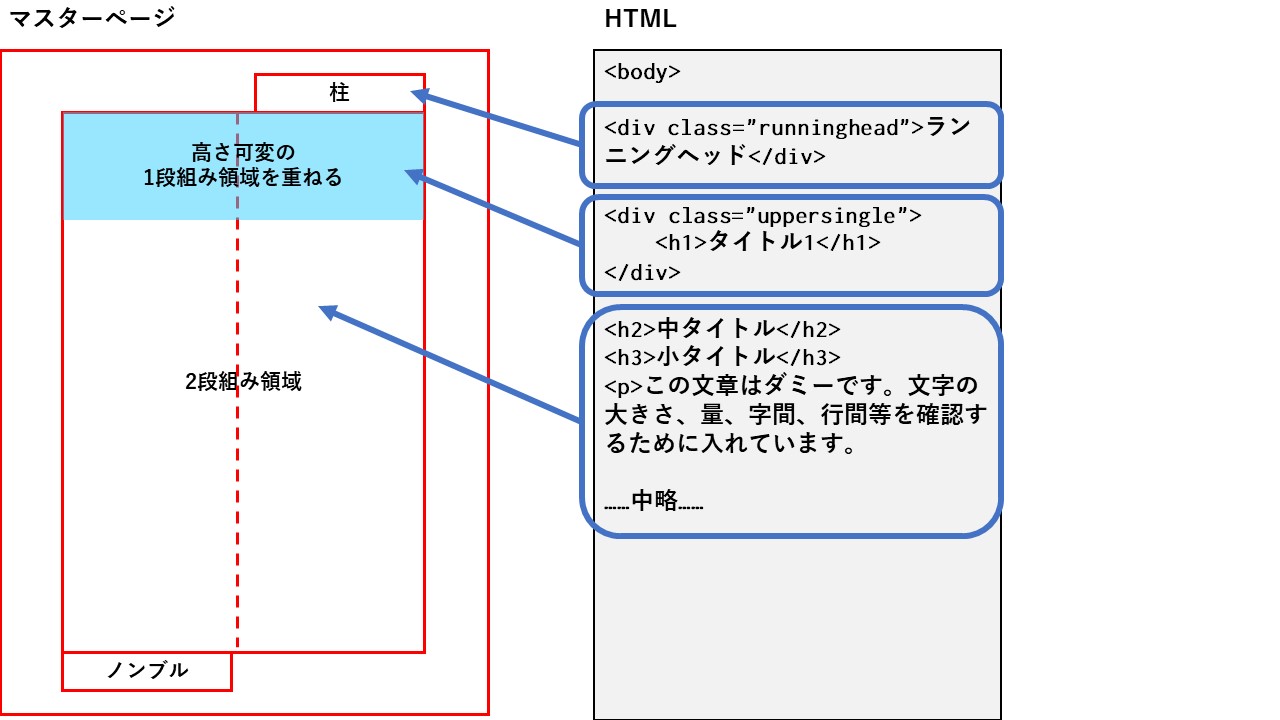 マスターページ
柱
高さ可変の
1段組み領域を重ねる
2段組み領域
ノンブル
HTML
<body>
<div class=”runninghead”>ラン
ニングヘッド</div>
<div class=”uppersingle”>
<h1>タイトル1</h1>
</div>
<h2>中タイトル</h2>
<h3>小タイトル</h3>
<p>この文章はダミーです。文字の
大きさ、量、字間、行間等を確認す
るために入れています。
……中略……